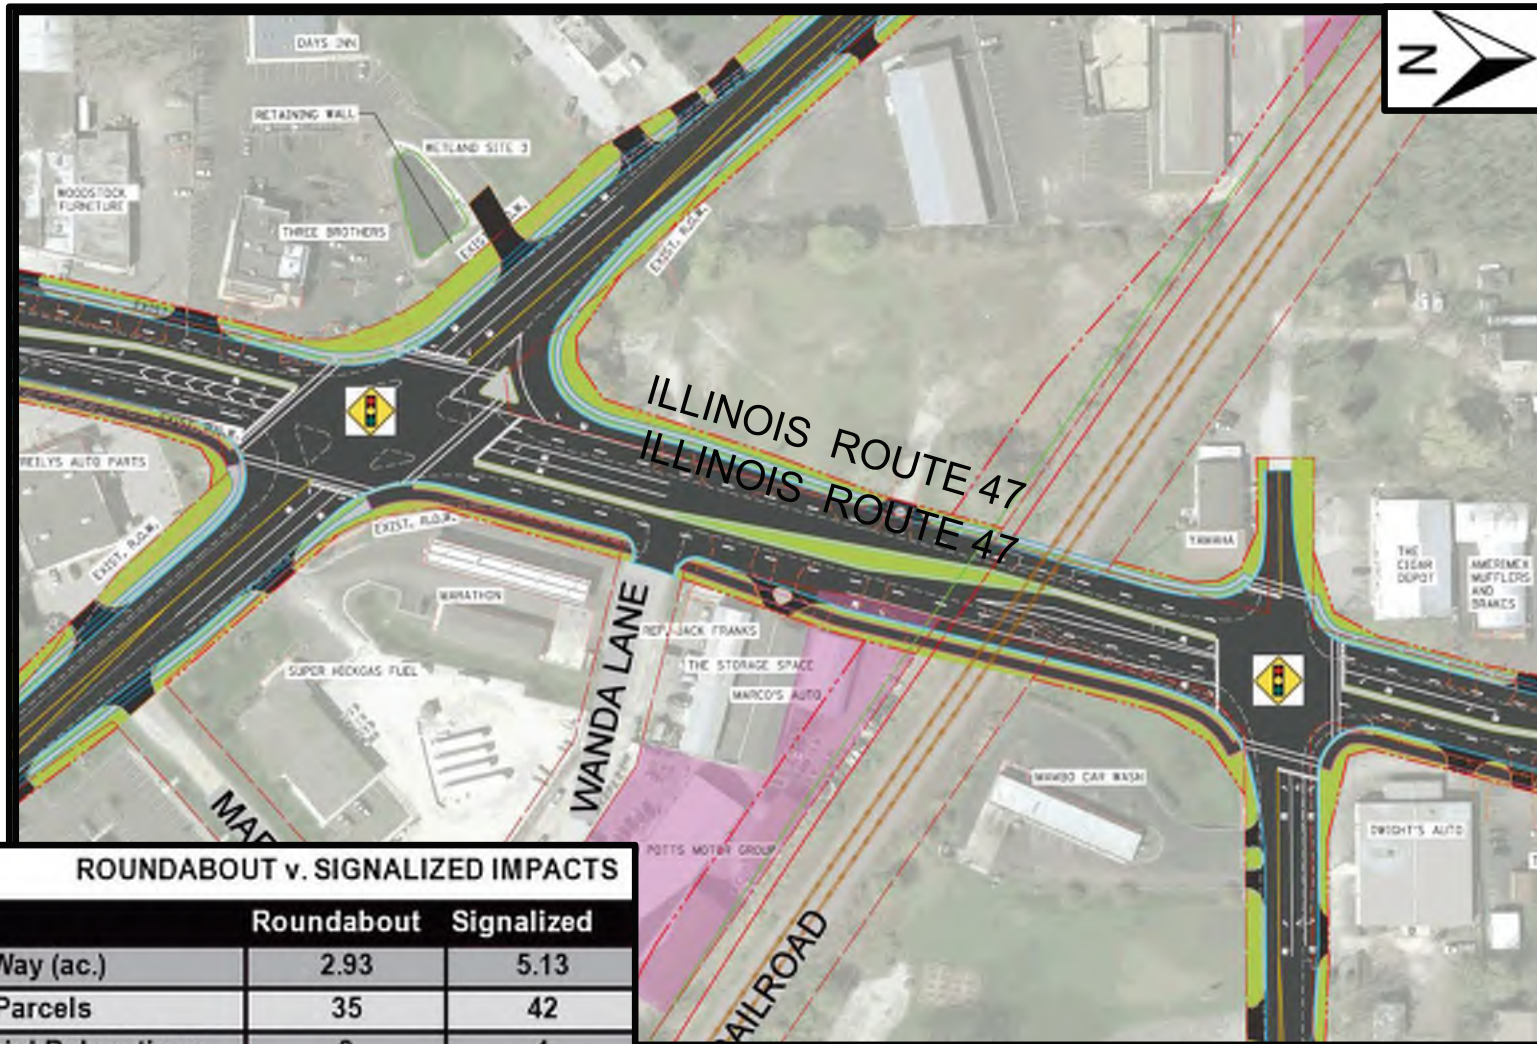 DAYS INN
N
RETAINING WALL
WETLAND SITE 3
WOODSTOCK
FURNITURE
THREE BROTHERS
EXIST. R.O.W.
ILLINOIS ROUTE 47
ILLINOIS ROUTE 47
REILYS AUTO PARTS
EXIST. R.O.W.
EXIST. R.O.W.
EXIST. R.O.W.
YAMAHA
THE
CIGAR
DEPOT
AMERIMEX
MUFFLERS
AND
BRAKES
MARATHON
WANDA LANE
JACK FRANKS
SUPER HICKGAS FUEL
THE STORAGE SPACE
MARCO'S AUTO
MAMBO CAR WASH
DWIGHT'S AUTO
POTTS MOTOR GROUP
RAILROAD
ROUNDABOUT v. SIGNALIZED IMPACTS
Roundabout Signalized
Way (ac.) 2.93 5.13
Parcels 35 42